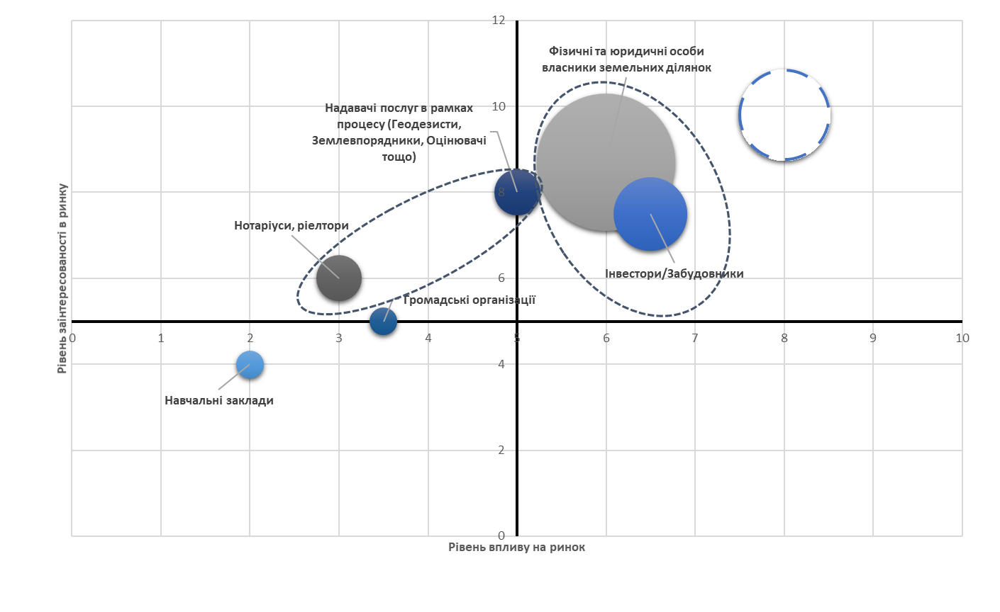 12
Фізичні та юридичні особи
власники земельних ділянок
10
Надавачі послуг в рамках
процесу (Геодезисти,
Землевпорядники, Оцінювачі
тощо)
8
Нотаріуси, ріелтори
Інвестори/Забудовники
6
Громадські організації
Рівень заінтересованості в ринку
0 1 2 3 4 5 6 7 8 9 10
4
Навчальні заклади
2
0
Рівень впливу на ринок